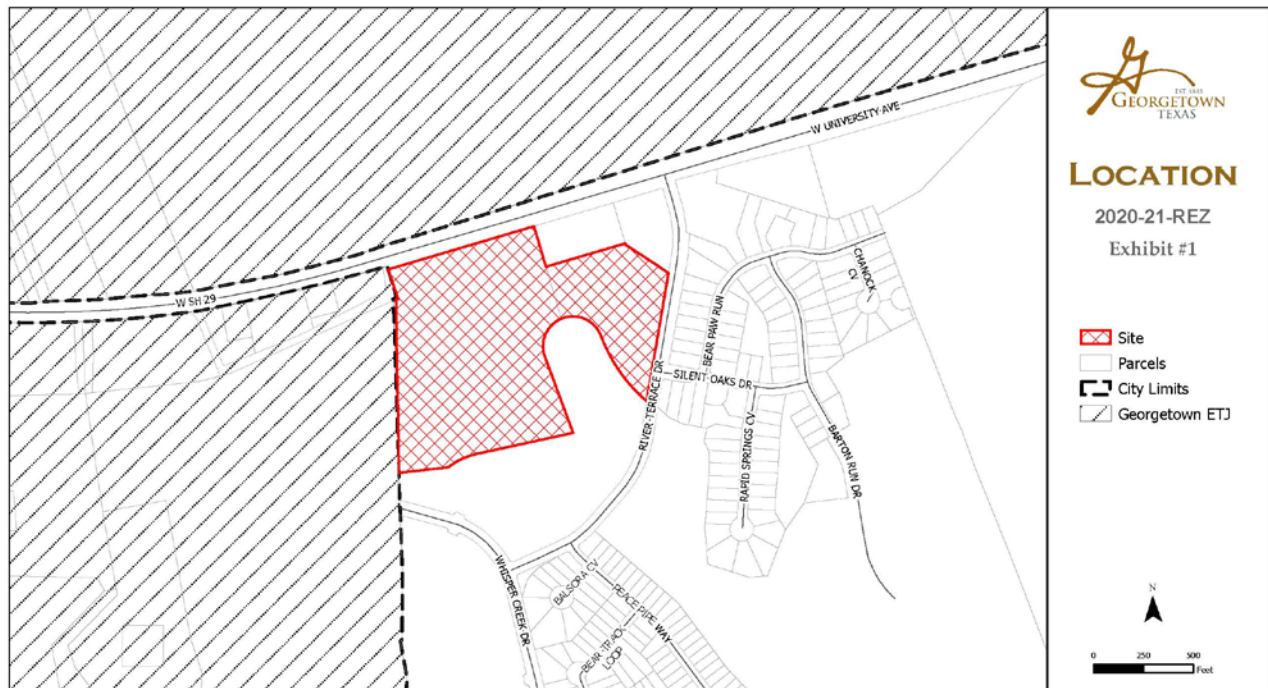 W UNIVERSITY AVE
W SH 29
CHANOCK
CV
BEAR PAW RUN
SILENT OAKS DR
RIVER TERRACE DR
RAPID SPRINGS CV
BARTON RUN DR
WHISPER CREEK DR
BALSORA CV
PEACE PIPE WAY
BEAR TRACK
LOOP
EST. 1848
GEORGETOWN
TEXAS
LOCATION
2020-21-REZ
Exhibit #1
Site
Parcels
City Limits
Georgetown ETJ
N
0 250 500
Feet